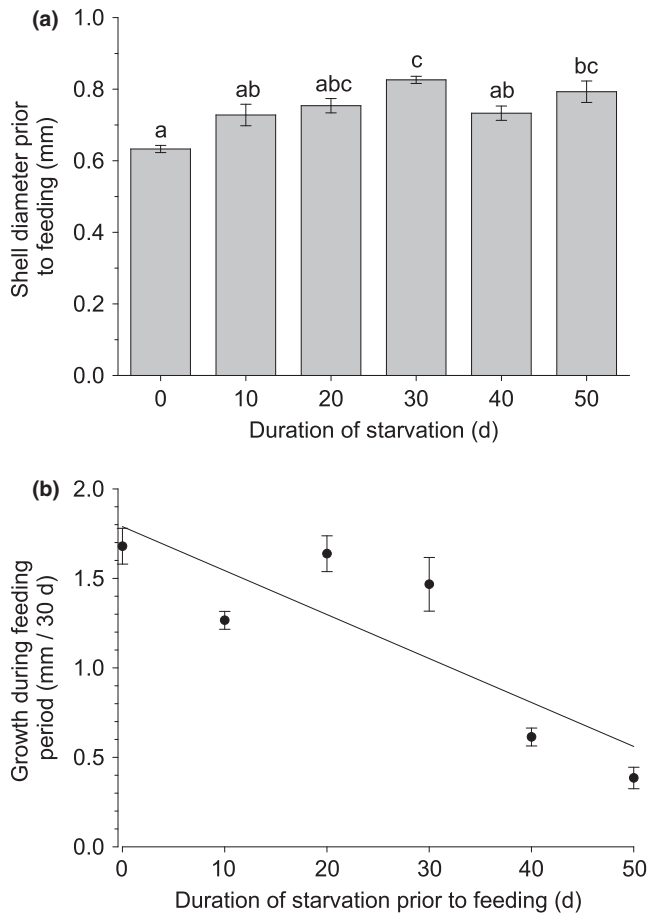 (a)
1.0
0.8
0.6
0.4
0.2
0.0
Shell diameter prior
to feeding (mm)
a
ab
abc
c
ab
bc
0 10 20 30 40 50
Duration of starvation (d)
(b)
2.0
1.5
1.0
0.5
0.0
Growth during feeding
period (mm / 30 d)
0 10 20 30 40 50
Duration of starvation prior to feeding (d)